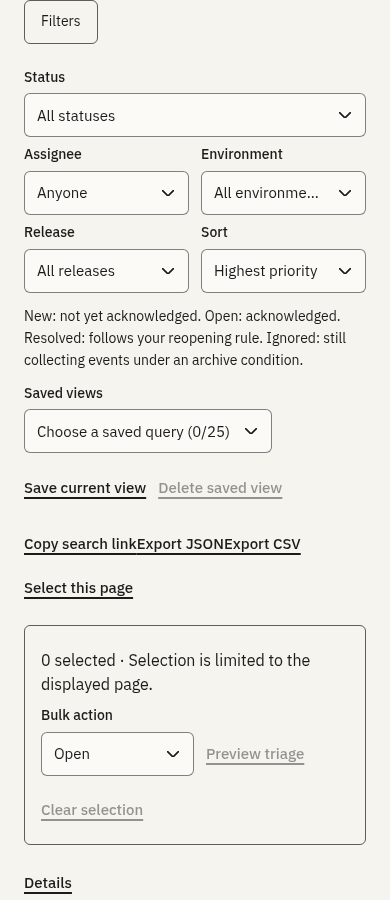 Filters
Status
All statuses
Assignee
Environment
Anyone
All environme...
Release
Sort
All releases
Highest priority
New: not yet acknowledged. Open: acknowledged.
Resolved: follows your reopening rule. Ignored: still
collecting events under an archive condition.
Saved views
Choose a saved query (0/25)
Save current view
Delete saved view
Copy search linkExport JSONExport CSV
Select this page
0 selected · Selection is limited to the
displayed page.
Bulk action
Open
Preview triage
Clear selection
Details